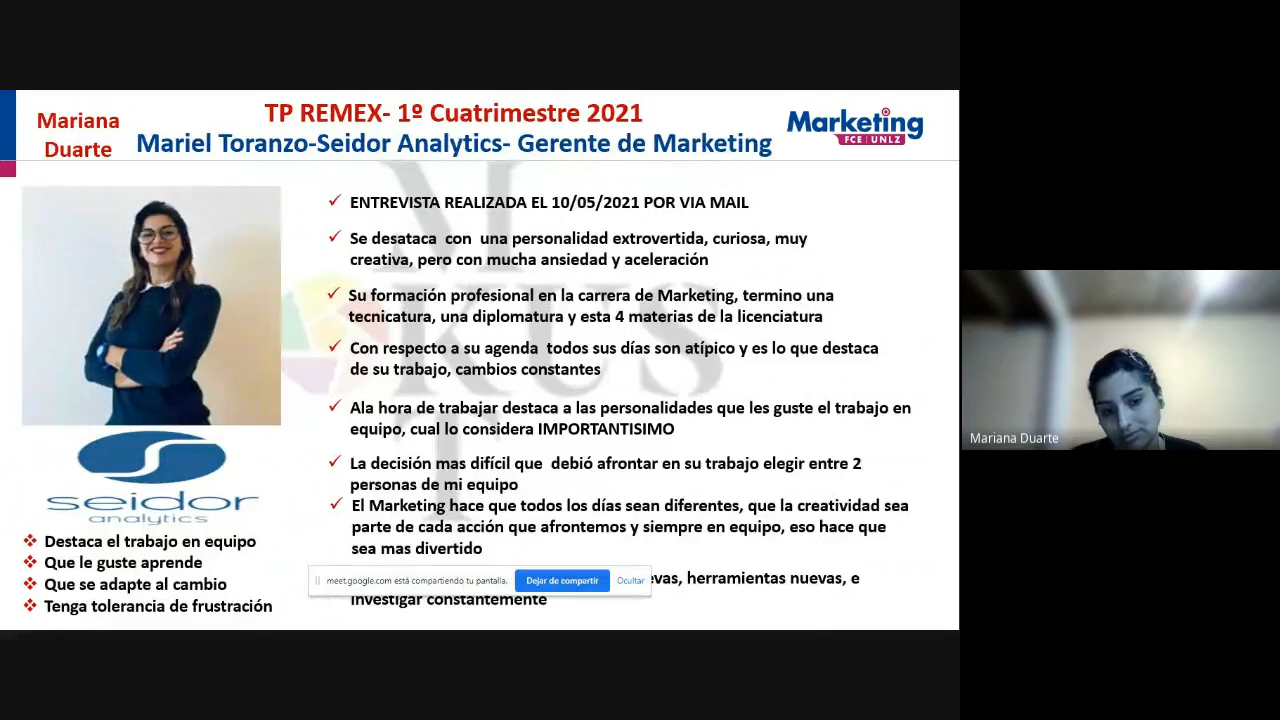 Mariana
Duarte
TP REMEX- 1º Cuatrimestre 2021
Mariel Toranzo-Seidor Analytics- Gerente de Marketing
Marketing
FCE | UNLZ
ENTREVISTA REALIZADA EL 10/05/2021 POR VIA MAIL
Se desataca con una personalidad extrovertida, curiosa, muy
creativa, pero con mucha ansiedad y aceleración
Su formación profesional en la carrera de Marketing, termino una
tecnicatura, una diplomatura y esta 4 materias de la licenciatura
Con respecto a su agenda todos sus días son atípico y es lo que destaca
de su trabajo, cambios constantes
Ala hora de trabajar destaca a las personalidades que les guste el trabajo en
equipo, cual lo considera IMPORTANTISIMO
La decisión mas difícil que debió afrontar en su trabajo elegir entre 2
personas de mi equipo
El Marketing hace que todos los días sean diferentes, que la creatividad sea
parte de cada acción que afrontemos y siempre en equipo, eso hace que
sea mas divertido
evas, herramientas nuevas, e
investigar constantemente
meet.google.com está compartiendo tu pantalla.
Dejar de compartir
Ocultar
seidor
analytics
Destaca el trabajo en equipo
Que le guste aprende
Que se adapte al cambio
Tenga tolerancia de frustración
M
KUS
T
Mariana Duarte